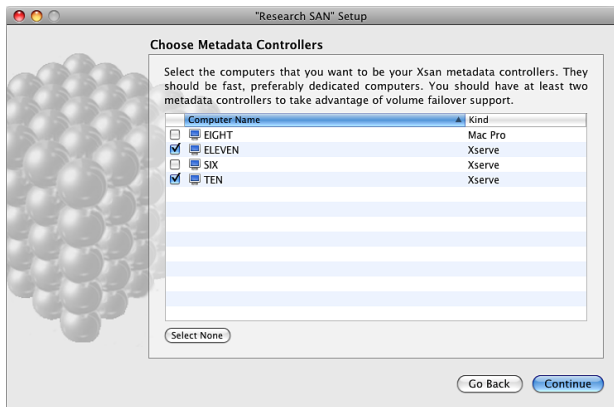 "Research SAN" Setup
Choose Metadata Controllers
Select the computers that you want to be your Xsan metadata controllers. They
should be fast, preferably dedicated computers. You should have at least two
metadata controllers to take advantage of volume failover support.
Computer Name Kind
EIGHT Mac Pro
ELEVEN Xserve
SIX Xserve
TEN Xserve
Select None
Go Back Continue